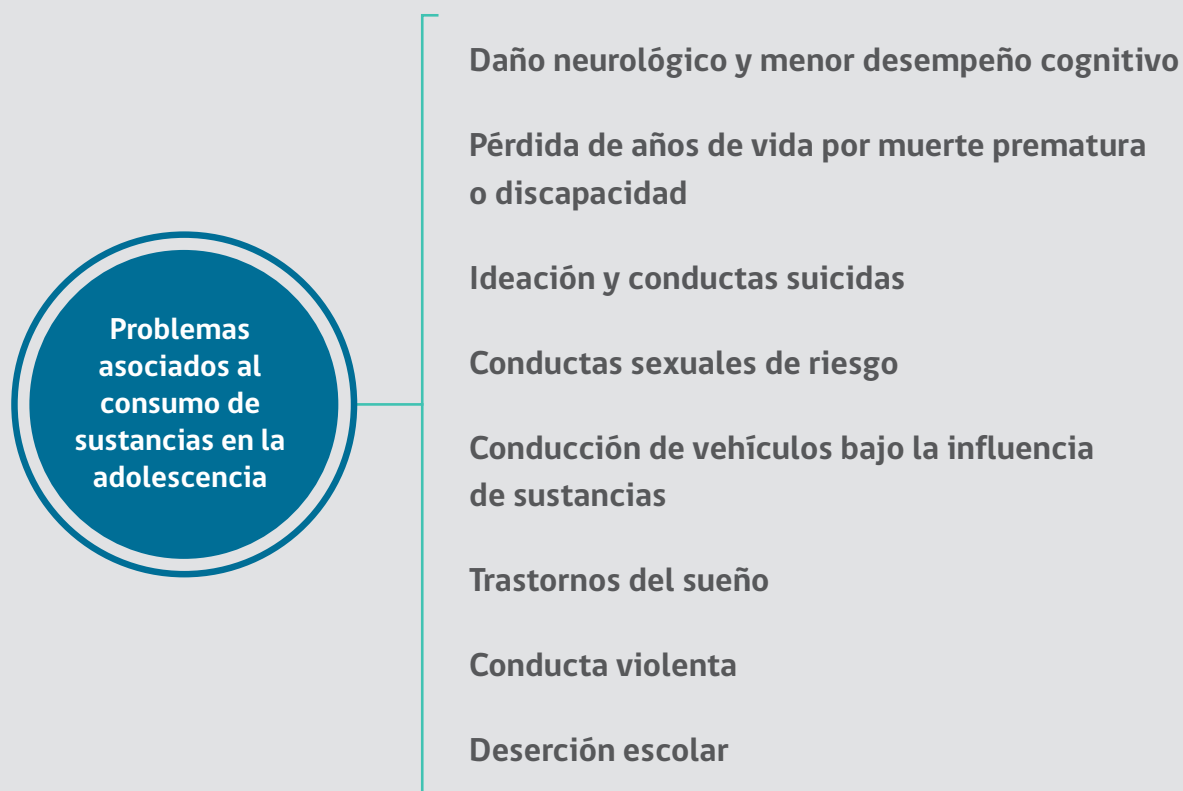 Problemas
asociados al
consumo de
sustancias en la
adolescencia
Daño neurológico y menor desempeño cognitivo
Pérdida de años de vida por muerte prematura
o discapacidad
Ideación y conductas suicidas
Conductas sexuales de riesgo
Conducción de vehículos bajo la influencia
de sustancias
Trastornos del sueño
Conducta violenta
Deserción escolar